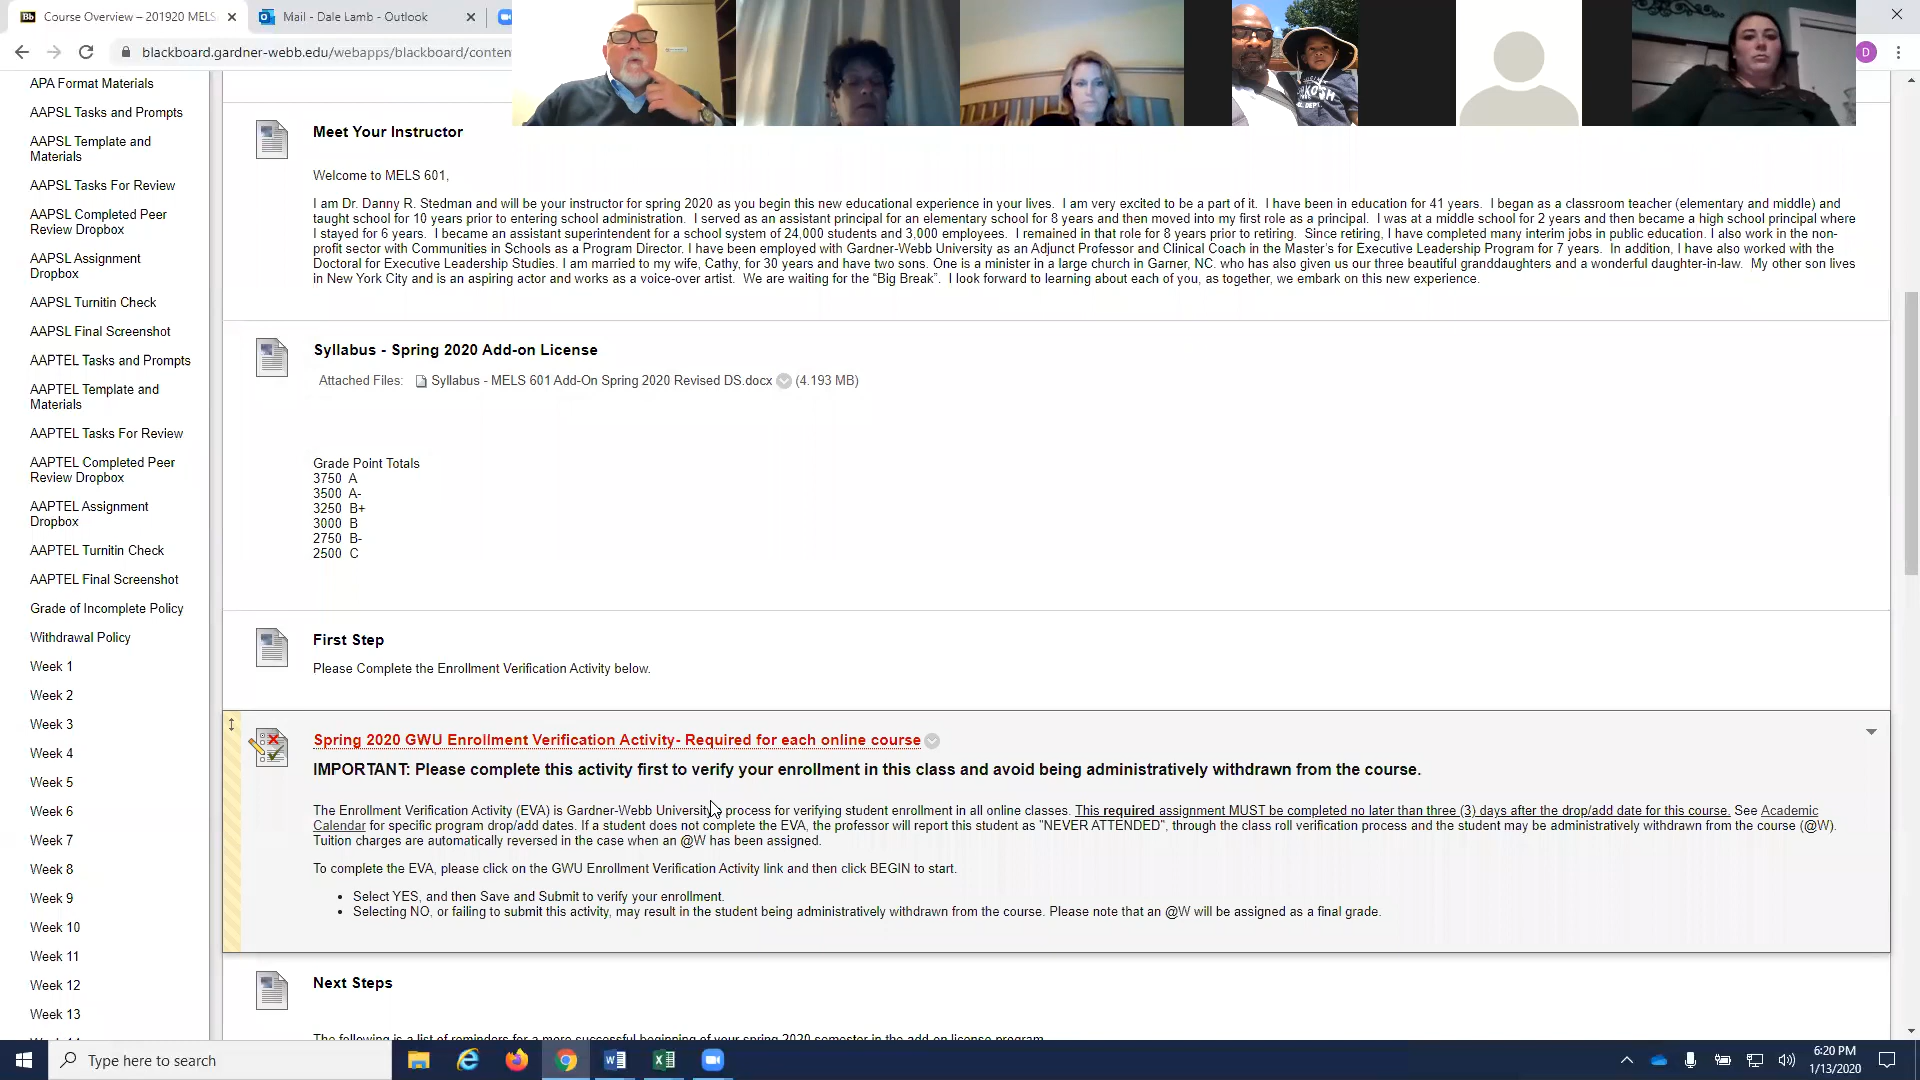 Course Overview – 201920 MELS
Mail - Dale Lamb - Outlook
blackboard.gardner-webb.edu/webapps/blackboard/conten
D
APA Format Materials
AAPSL Tasks and Prompts
AAPSL Template and
Materials
AAPSL Tasks For Review
AAPSL Completed Peer
Review Dropbox
AAPSL Assignment
Dropbox
AAPSL Turnitin Check
AAPSL Final Screenshot
AAPTEL Tasks and Prompts
AAPTEL Template and
Materials
AAPTEL Tasks For Review
AAPTEL Completed Peer
Review Dropbox
AAPTEL Assignment
Dropbox
AAPTEL Turnitin Check
AAPTEL Final Screenshot
Grade of Incomplete Policy
Withdrawal Policy
Week 1
Week 2
Week 3
Week 4
Week 5
Week 6
Week 7
Week 8
Week 9
Week 10
Week 11
Week 12
Week 13
Meet Your Instructor
Welcome to MELS 601,
I am Dr. Danny R. Stedman and will be your instructor for spring 2020 as you begin this new educational experience in your lives.  I am very excited to be a part of it.  I have been in education for 41 years.  I began as a classroom teacher (elementary and middle) and
taught school for 10 years prior to entering school administration.  I served as an assistant principal for an elementary school for 8 years and then moved into my first role as a principal.  I was at a middle school for 2 years and then became a high school principal where
I stayed for 6 years.  I became an assistant superintendent for a school system of 24,000 students and 3,000 employees.  I remained in that role for 8 years prior to retiring.  Since retiring, I have completed many interim jobs in public education. I also work in the non-
profit sector with Communities in Schools as a Program Director. I have been employed with Gardner-Webb University as an Adjunct Professor and Clinical Coach in the Master's for Executive Leadership Program for 7 years.  In addition, I have also worked with the
Doctoral for Executive Leadership Studies. I am married to my wife, Cathy, for 30 years and have two sons. One is a minister in a large church in Garner, NC. who has also given us our three beautiful granddaughters and a wonderful daughter-in-law.  My other son lives
in New York City and is an aspiring actor and works as a voice-over artist.  We are waiting for the “Big Break”.  I look forward to learning about each of you, as together, we embark on this new experience.
Syllabus - Spring 2020 Add-on License
Attached Files: Syllabus - MELS 601 Add-On Spring 2020 Revised DS.docx (4.193 MB)
Grade Point Totals
3750 A
3500 A-
3250 B+
3000 B
2750 B-
2500 C
First Step
Please Complete the Enrollment Verification Activity below.
Spring 2020 GWU Enrollment Verification Activity- Required for each online course
IMPORTANT: Please complete this activity first to verify your enrollment in this class and avoid being administratively withdrawn from the course.
The Enrollment Verification Activity (EVA) is Gardner-Webb University's process for verifying student enrollment in all online classes. This required assignment MUST be completed no later than three (3) days after the drop/add date for this course. See Academic
Calendar for specific program drop/add dates. If a student does not complete the EVA, the professor will report this student as "NEVER ATTENDED", through the class roll verification process and the student may be administratively withdrawn from the course (@W).
Tuition charges are automatically reversed in the case when an @W has been assigned.
To complete the EVA, please click on the GWU Enrollment Verification Activity link and then click BEGIN to start.
• Select YES, and then Save and Submit to verify your enrollment.
• Selecting NO, or failing to submit this activity, may result in the student being administratively withdrawn from the course. Please note that an @W will be assigned as a final grade.
Next Steps
The following is a list of reminders for a more successful beginning of your spring 2020 semester in the add-on license program.
Type here to search
6:20 PM
1/13/2020